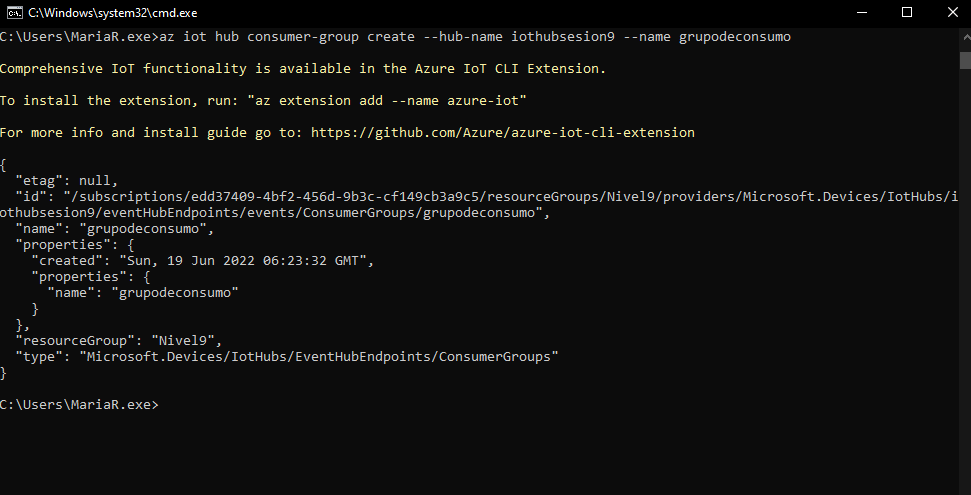 C:\Windows\system32\cmd.exe
C:\Users\MariaR.exe>az iot hub consumer-group create --hub-name iothubsesion9 --name grupodeconsumo
Comprehensive IoT functionality is available in the Azure IoT CLI Extension.
To install the extension, run: "az extension add --name azure-iot"
For more info and install guide go to: https://github.com/Azure/azure-iot-cli-extension
{
  "etag": null,
  "id": "/subscriptions/edd37409-4bf2-456d-9b3c-cf149cb3a9c5/resourceGroups/Nivel9/providers/Microsoft.Devices/IotHubs/i
othubsesion9/eventHubEndpoints/events/ConsumerGroups/grupodeconsumo",
  "name": "grupodeconsumo",
  "properties": {
    "created": "Sun, 19 Jun 2022 06:23:32 GMT",
    "properties": {
      "name": "grupodeconsumo"
    }
  },
  "resourceGroup": "Nivel9",
  "type": "Microsoft.Devices/IotHubs/EventHubEndpoints/ConsumerGroups"
}
C:\Users\MariaR.exe>